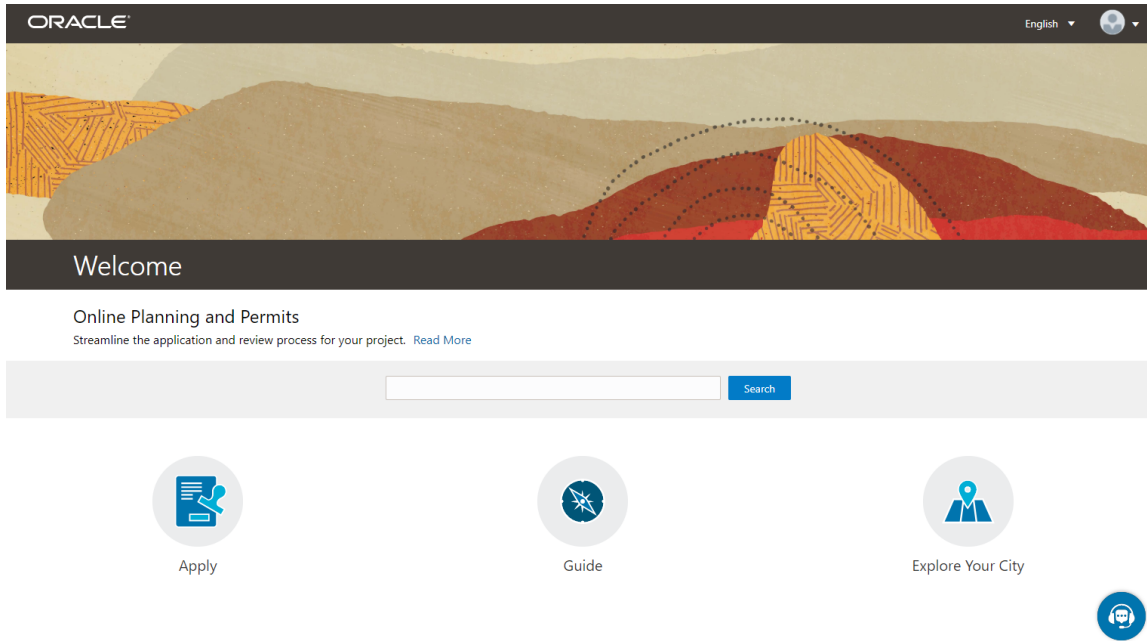 ORACLE
English
Welcome
Online Planning and Permits
Streamline the application and review process for your project. Read More
Search
Apply
Guide
Explore Your City